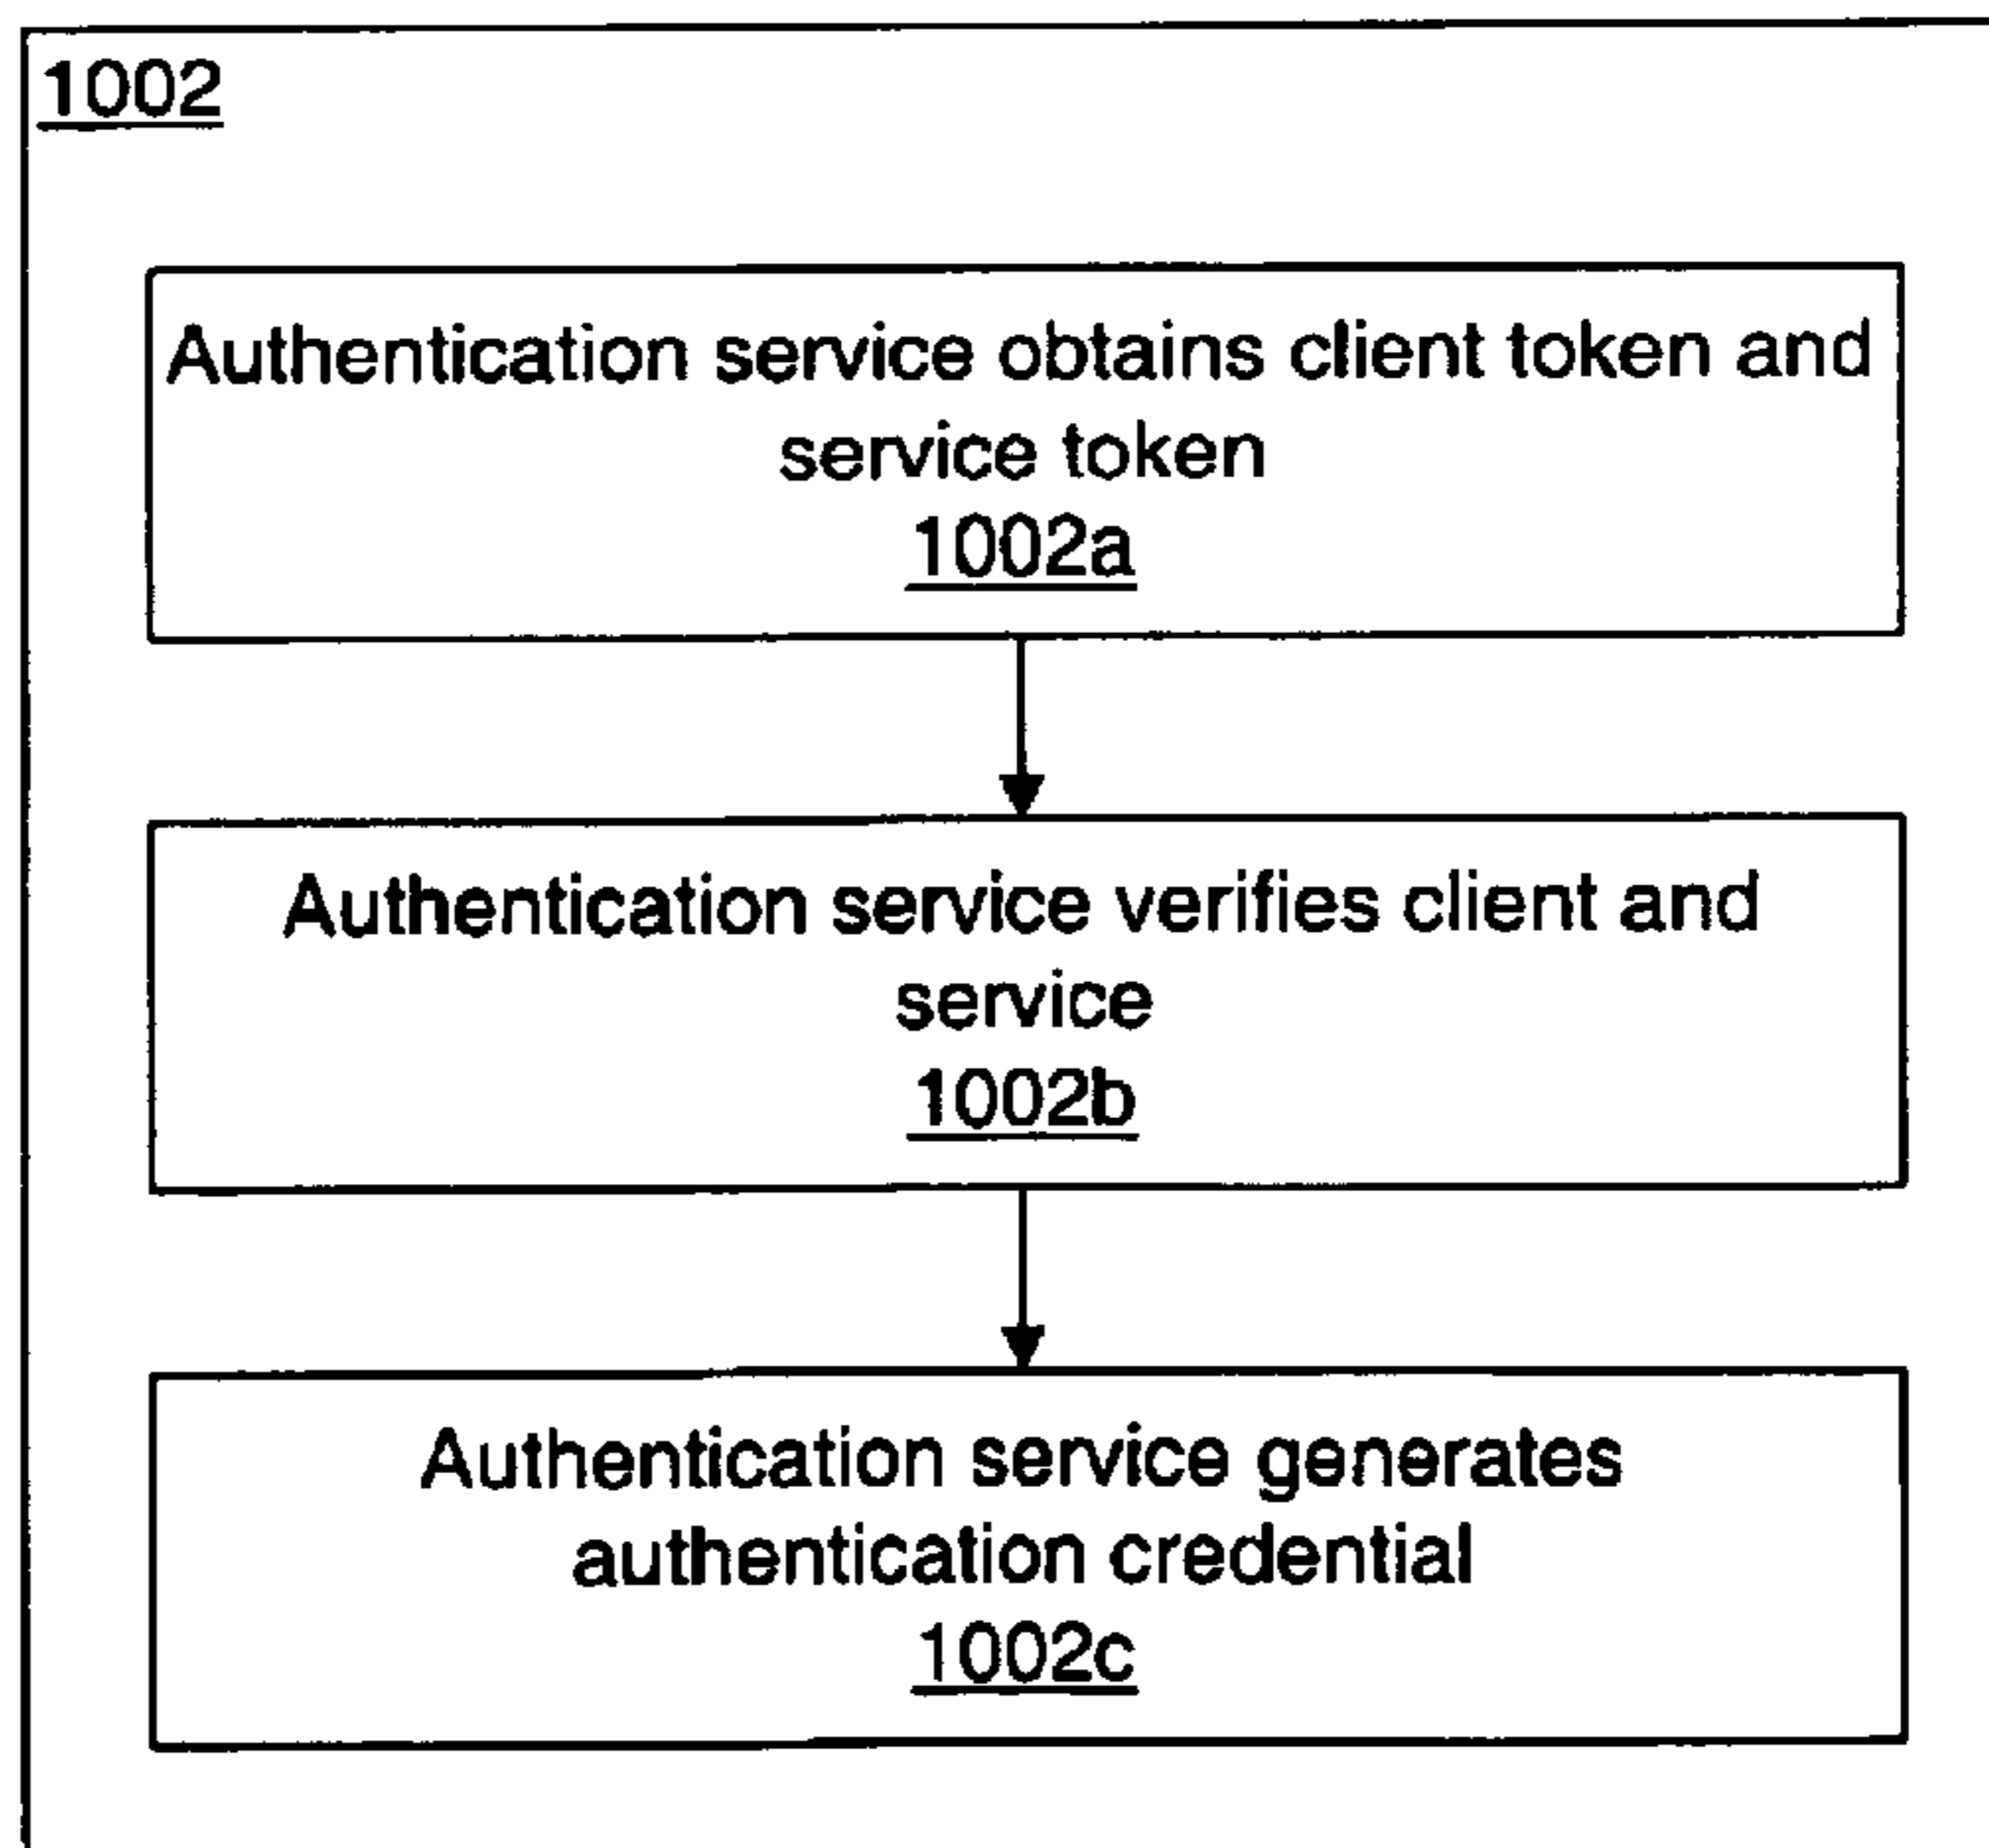 1002
Authentication service obtains client token and
service token
1002a
Authentication service verifies client and
service
1002b
Authentication service generates
authentication credential
1002c